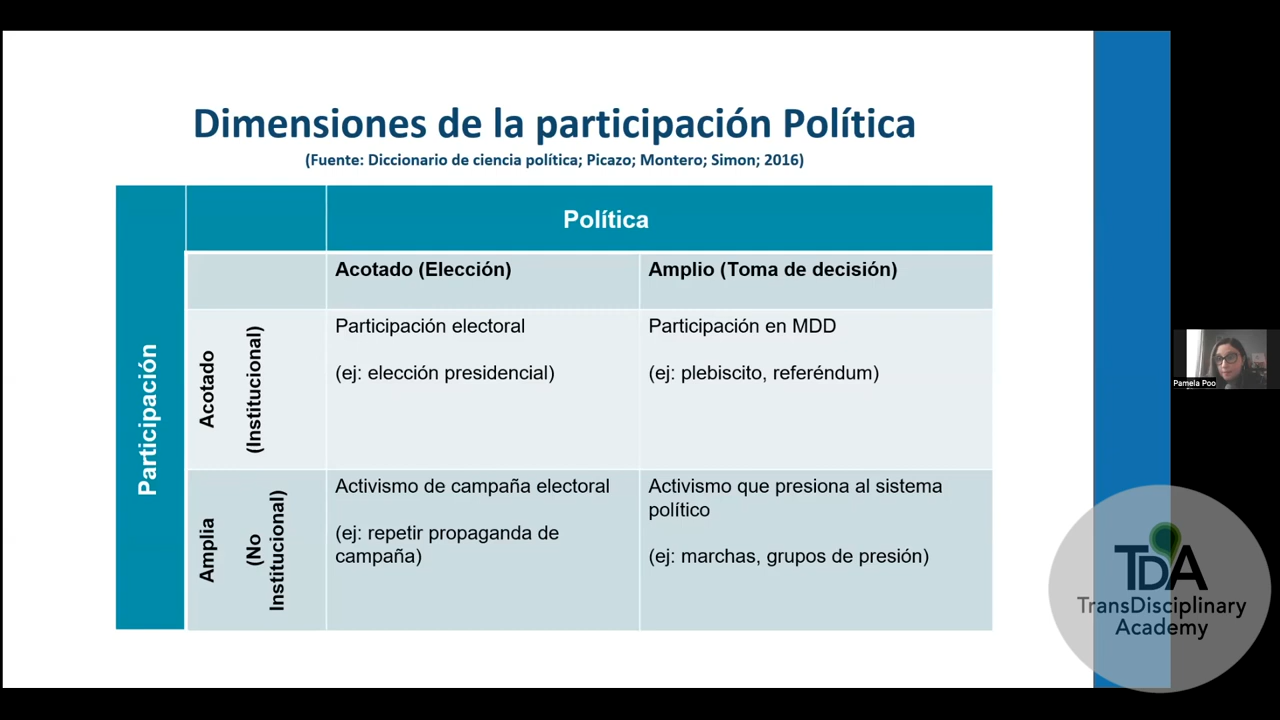 Dimensiones de la participación Política
(Fuente: Diccionario de ciencia política; Picazo; Montero; Simon; 2016)
Participación
Política
Acotado (Elección)
Amplio (Toma de decisión)
Acotado
(Institucional)
Participación electoral
(ej: elección presidencial)
Participación en MDD
(ej: plebiscito, referéndum)
Amplia
(No
Institucional)
Activismo de campaña electoral
(ej: repetir propaganda de
campaña)
Activismo que presiona al sistema
político
(ej: marchas, grupos de presión)
Pamela Poo
TDA
TransDisciplinary
Academy